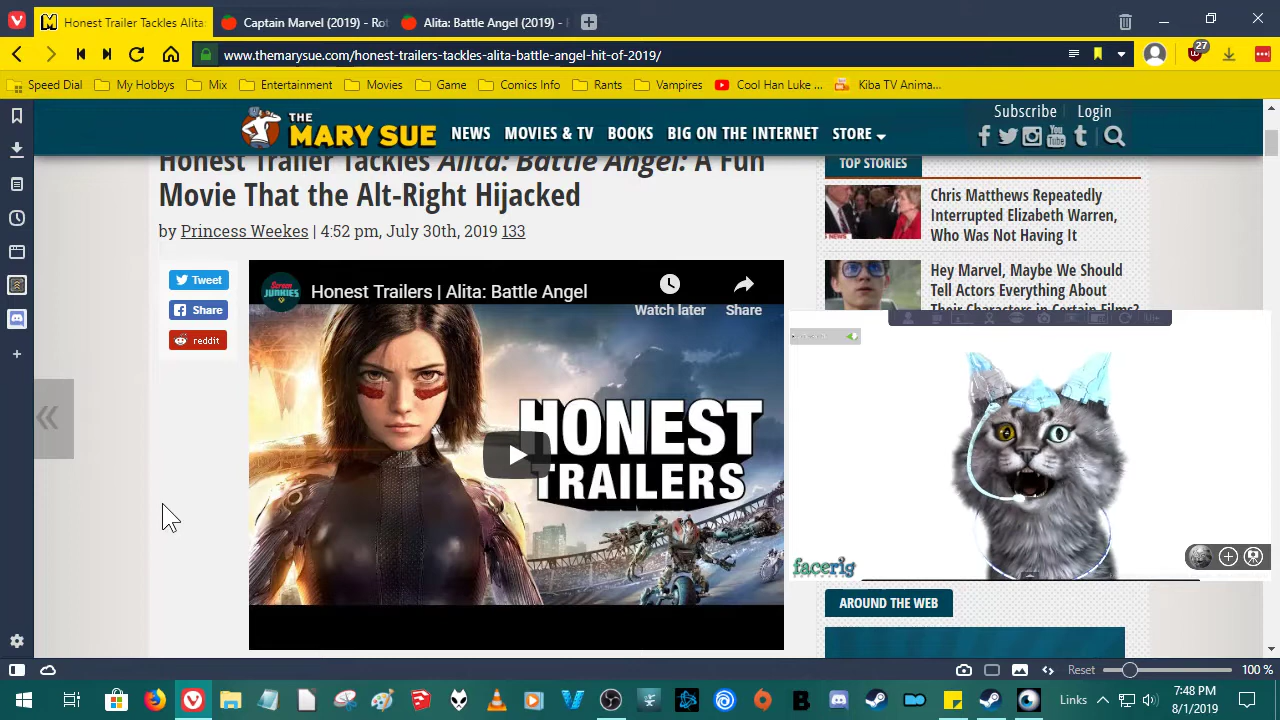 Honest Trailer Tackles Alita:
Captain Marvel (2019) - Rot
Alita: Battle Angel (2019) -
www.themarysue.com/honest-trailers-tackles-alita-battle-angel-hit-of-2019/
27
Speed Dial
My Hobbys
Mix
Entertainment
Movies
Game
Comics Info
Rants
Vampires
Cool Han Luke ...
Kiba TV Anima...
Subscribe
Login
THE
MARY SUE
NEWS
MOVIES & TV
BOOKS
BIG ON THE INTERNET
STORE
Honest Trailer Tackles Alita: Battle Angel: A Fun
Movie That the Alt-Right Hijacked
by Princess Weekes | 4:52 pm, July 30th, 2019 133
Tweet
Share
reddit
Honest Trailers | Alita: Battle Angel
Watch later
Share
HONEST
TRAILERS
TOP STORIES
Chris Matthews Repeatedly
Interrupted Elizabeth Warren,
Who Was Not Having It
Hey Marvel, Maybe We Should
Tell Actors Everything About
Their Characters in Certain Films?
facerig
AROUND THE WEB
Reset
100 %
Links
7:48 PM
8/1/2019